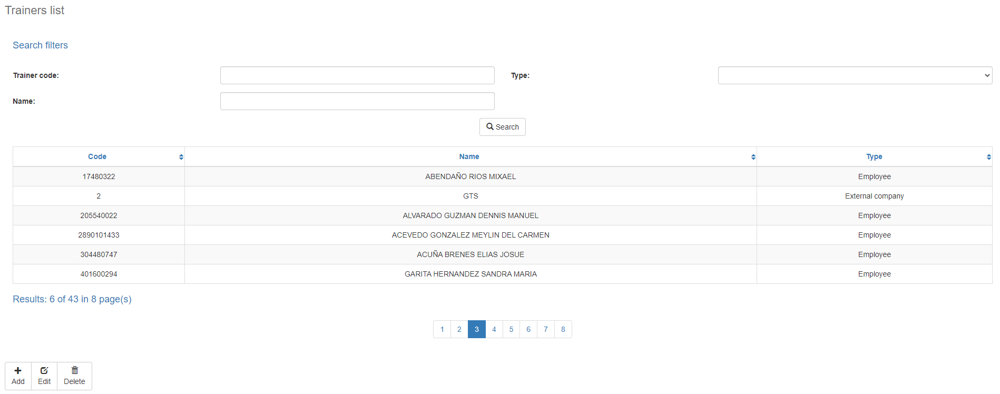 Trainers list
Search filters
Trainer code: Type:
Name:
Search
Code Name Type
17480322 ABENDAÑO RIOS MIXAEL Employee
2 GTS External company
205540022 ALVARADO GUZMAN DENNIS MANUEL Employee
2890101433 ACEVEDO GONZALEZ MEYLIN DEL CARMEN Employee
304480747 ACUÑA BRENES ELIAS JOSUE Employee
401600294 GARITA HERNANDEZ SANDRA MARIA Employee
Results: 6 of 43 in 8 page(s)
1 2 3 4 5 6 7 8
Add Edit Delete